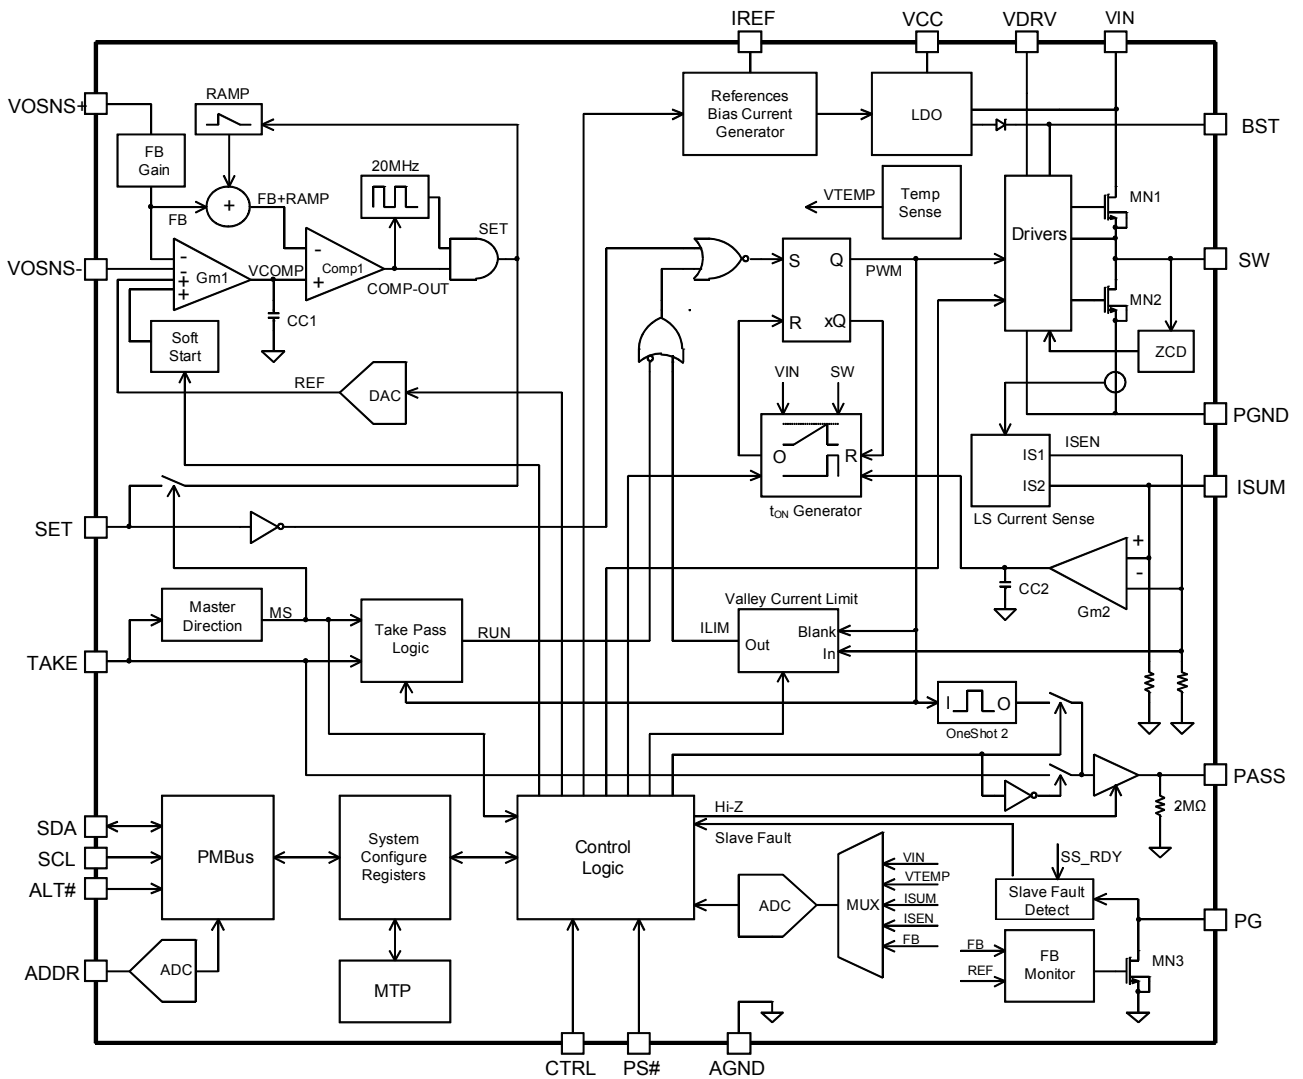 IREF
VCC
VDRV
VIN
VOSNS+
RAMP
References
Bias Current
Generator
LDO
BST
FB
Gain
20MHz
VTEMP
Temp
Sense
MN1
+
FB+RAMP
FB
SET
Drivers
VOSNS-
-
-
+
+
Gm1
VCOMP
-
+
Comp1
COMP-OUT
S
Q
PWM
SW
MN2
CC1
R
xQ
Soft
Start
ZCD
VIN
SW
REF
DAC
PGND
O
R
ISEN
IS1
IS2
ISUM
tON Generator
LS Current Sense
SET
+
-
CC2
Gm2
Master
Direction
MS
Take Pass
Logic
RUN
ILIM
Valley Current Limit
Blank
Out
In
TAKE
I
O
OneShot 2
PASS
2MΩ
Hi-Z
Slave Fault
SDA
SCL
ALT#
PMBus
System
Configure
Registers
Control
Logic
VIN
VTEMP
ISUM
ISEN
FB
MUX
ADC
SS_RDY
Slave Fault
Detect
PG
ADDR
ADC
MTP
FB
REF
FB
Monitor
MN3
CTRL
PS#
AGND